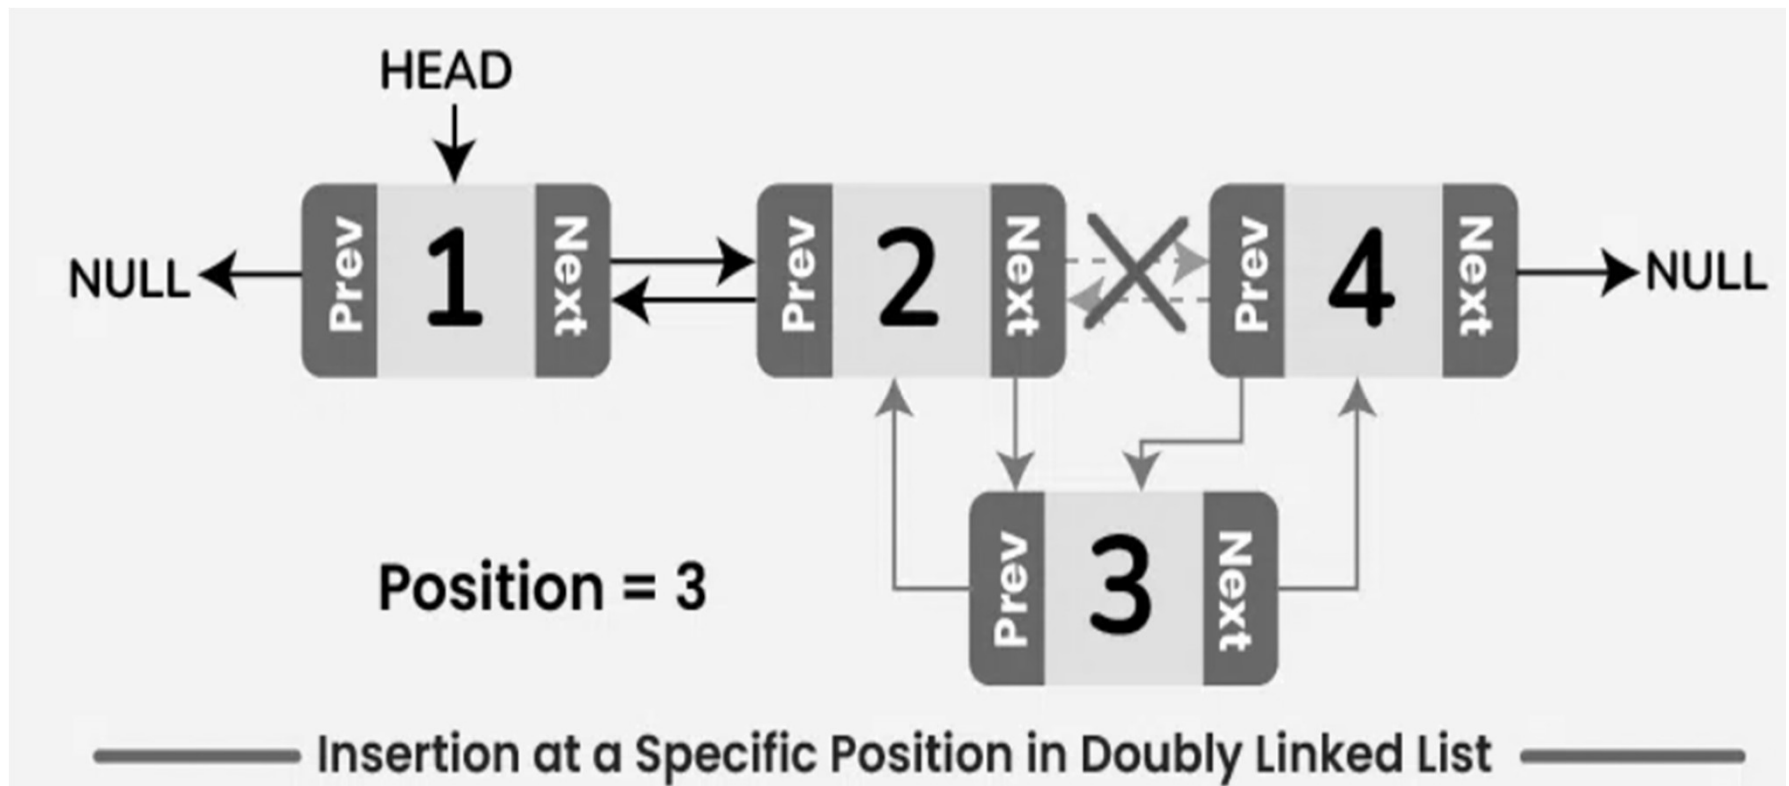 HEAD
NULL
Prev
1
Next
Prev
2
Next
Prev
4
Next
NULL
Prev
3
Next
Position = 3
Insertion at a Specific Position in Doubly Linked List